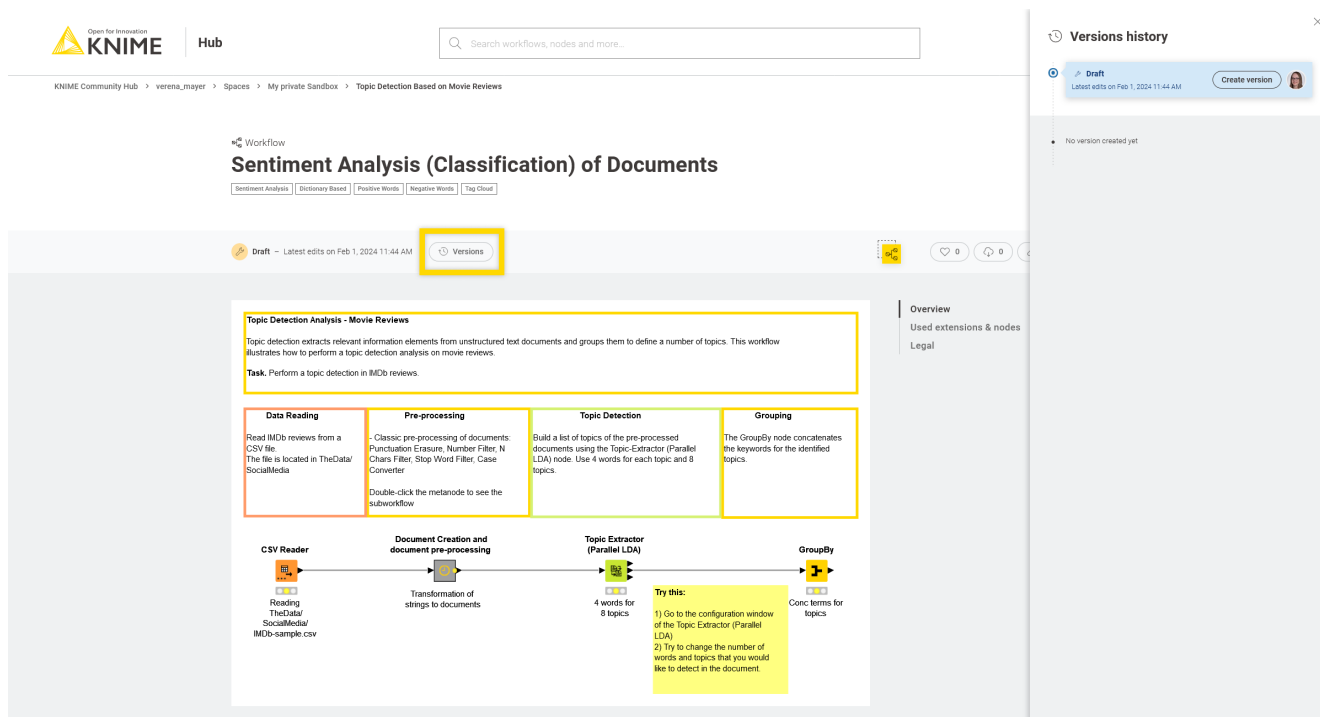 Open for Innovation
KNIME
Hub
Search workflows, nodes and more...
KNIME Community Hub > verena_mayer > Spaces > My private Sandbox > Topic Detection Based on Movie Reviews
Workflow
Sentiment Analysis (Classification) of Documents
Sentiment Analysis Dictionary Based Positive Words Negative Words Tag Cloud
Draft – Latest edits on Feb 1, 2024 11:44 AM
Versions
0
0
Topic Detection Analysis - Movie Reviews
Topic detection extracts relevant information elements from unstructured text documents and groups them to define a number of topics. This workflow
illustrates how to perform a topic detection analysis on movie reviews.
Task. Perform a topic detection in IMDb reviews.
Data Reading
Read IMDb reviews from a
CSV file.
The file is located in TheData/
SocialMedia
Pre-processing
- Classic pre-processing of documents:
Punctuation Erasure, Number Filter, N
Chars Filter, Stop Word Filter, Case
Converter
Double-click the metanode to see the
subworkflow
Topic Detection
Build a list of topics of the pre-processed
documents using the Topic-Extractor (Parallel
LDA) node. Use 4 words for each topic and 8
topics.
Grouping
The GroupBy node concatenates
the keywords for the identified
topics.
CSV Reader
Reading
TheData/
SocialMedia/
IMDb-sample.csv
Document Creation and
document pre-processing
Transformation of
strings to documents
Topic Extractor
(Parallel LDA)
4 words for
8 topics
GroupBy
Conc terms for
topics
Try this:
1) Go to the configuration window
of the Topic Extractor (Parallel
LDA)
2) Try to change the number of
words and topics that you would
like to detect in the document.
Overview
Used extensions & nodes
Legal
Versions history
Draft
Latest edits on Feb 1, 2024 11:44 AM
Create version
No version created yet